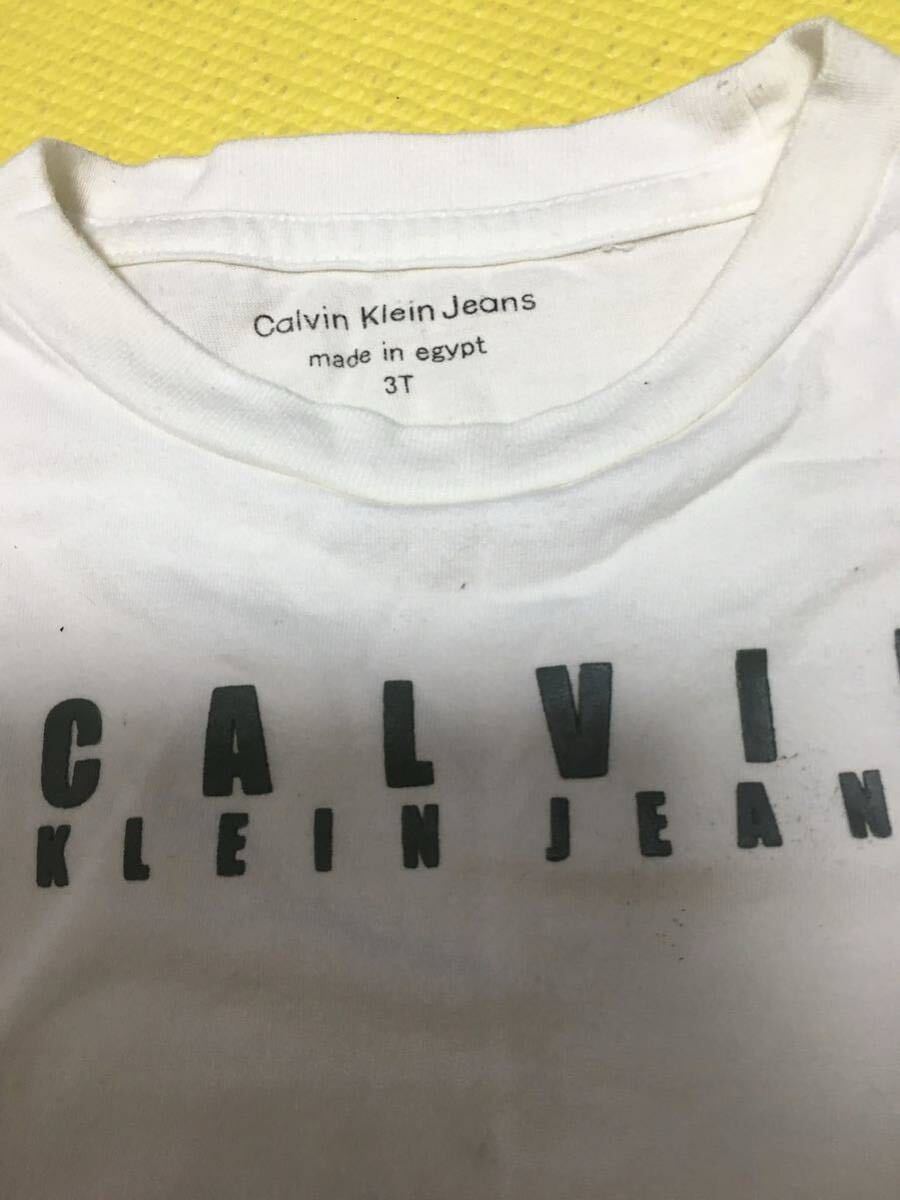 Calvin Klein Jeans
made in egypt
3T
CALVI
KLEIN JEAN